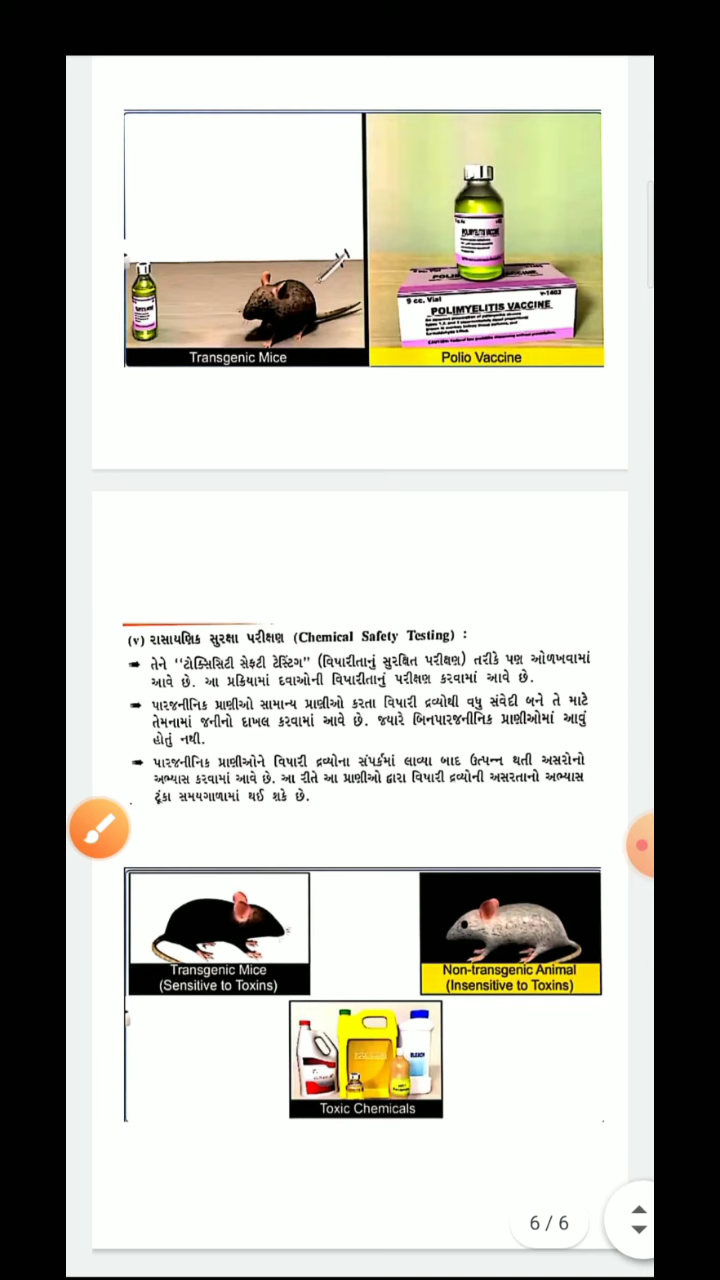 POLIMYELITIS VACCINE
9 cc. Vial
v-1403
POLIMYELITIS VACCINE
Transgenic Mice
Polio Vaccine
(v) રાસાયણિક સુરક્ષા પરીક્ષણ (Chemical Safety Testing) :
➡ તેને "ટોક્સિસિટી સેફ્ટી ટેસ્ટિંગ" (વિષારીતાનું સુરક્ષિત પરીક્ષણ) તરીકે પણ ઓળખવામાં
આવે છે. આ પ્રક્રિયામાં દવાઓની વિષારીતાનું પરીક્ષણ કરવામાં આવે છે.
➡ પારજનીનિક પ્રાણીઓ સામાન્ય પ્રાણીઓ કરતા વિષારી દ્રવ્યોથી વધુ સંવેદી બને તે માટે
તેમનામાં જનીનો દાખલ કરવામાં આવે છે. જ્યારે બિનપારજનીનિક પ્રાણીઓમાં આવું
હોતું નથી.
➡ પારજનીનિક પ્રાણીઓને વિષારી દ્રવ્યોના સંપર્કમાં લાવ્યા બાદ ઉત્પન્ન થતી અસરોનો
અભ્યાસ કરવામાં આવે છે. આ રીતે આ પ્રાણીઓ દ્વારા વિષારી દ્રવ્યોની અસરતાનો અભ્યાસ
ટૂંકા સમયગાળામાં થઈ શકે છે.
Transgenic Mice
(Sensitive to Toxins)
Non-transgenic Animal
(Insensitive to Toxins)
BLEACH
Toxic Chemicals
6 / 6